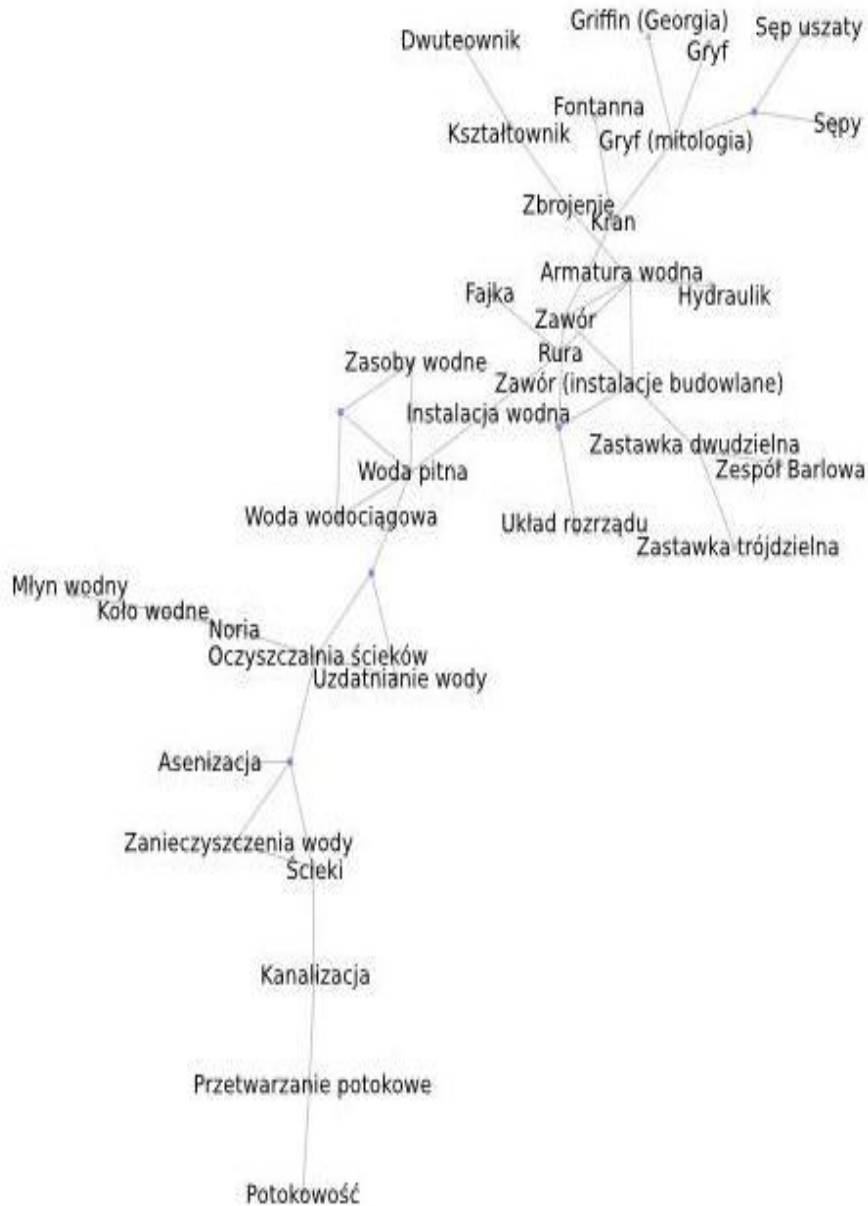 Griffin (Georgia)
Sęp uszaty
Dwuteownik
Gryf
Fontanna
Sępy
Kształtownik
Gryf (mitologia)
Zbrojenie
Kran
Armatura wodna
Fajka
Hydraulik
Zawór
Rura
Zasoby wodne
Zawór (instalacje budowlane)
Instalacja wodna
Zastawka dwudzielna
Woda pitna
Zespół Barlowa
Woda wodociągowa
Układ rozrządu
Zastawka trójdzielna
Młyn wodny
Koło wodne
Noria
Oczyszczalnia ścieków
Uzdatnianie wody
Asenizacja
Zanieczyszczenia wody
Ścieki
Kanalizacja
Przetwarzanie potokowe
Potokowość